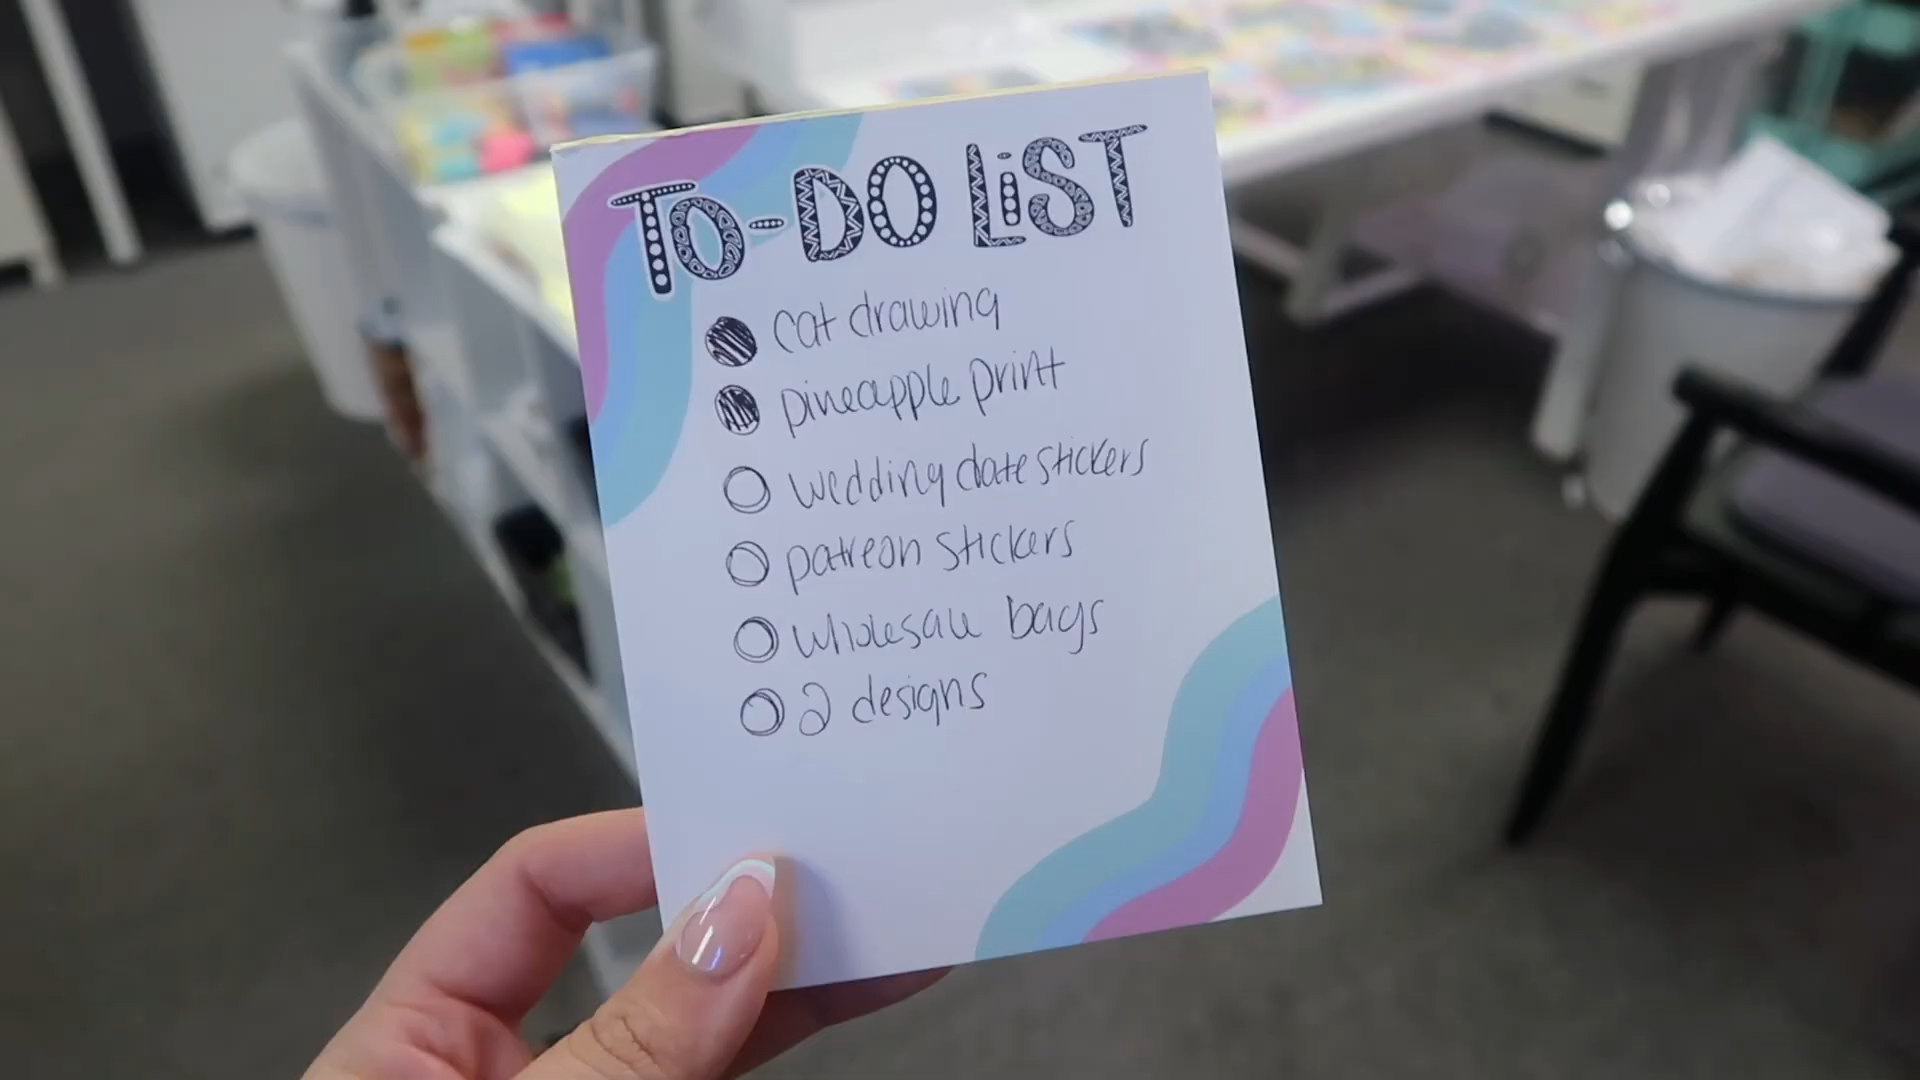 TO-DO LiST
cat drawing
pineapple print
wedding date stickers
patreon stickers
wholesale bags
2 designs